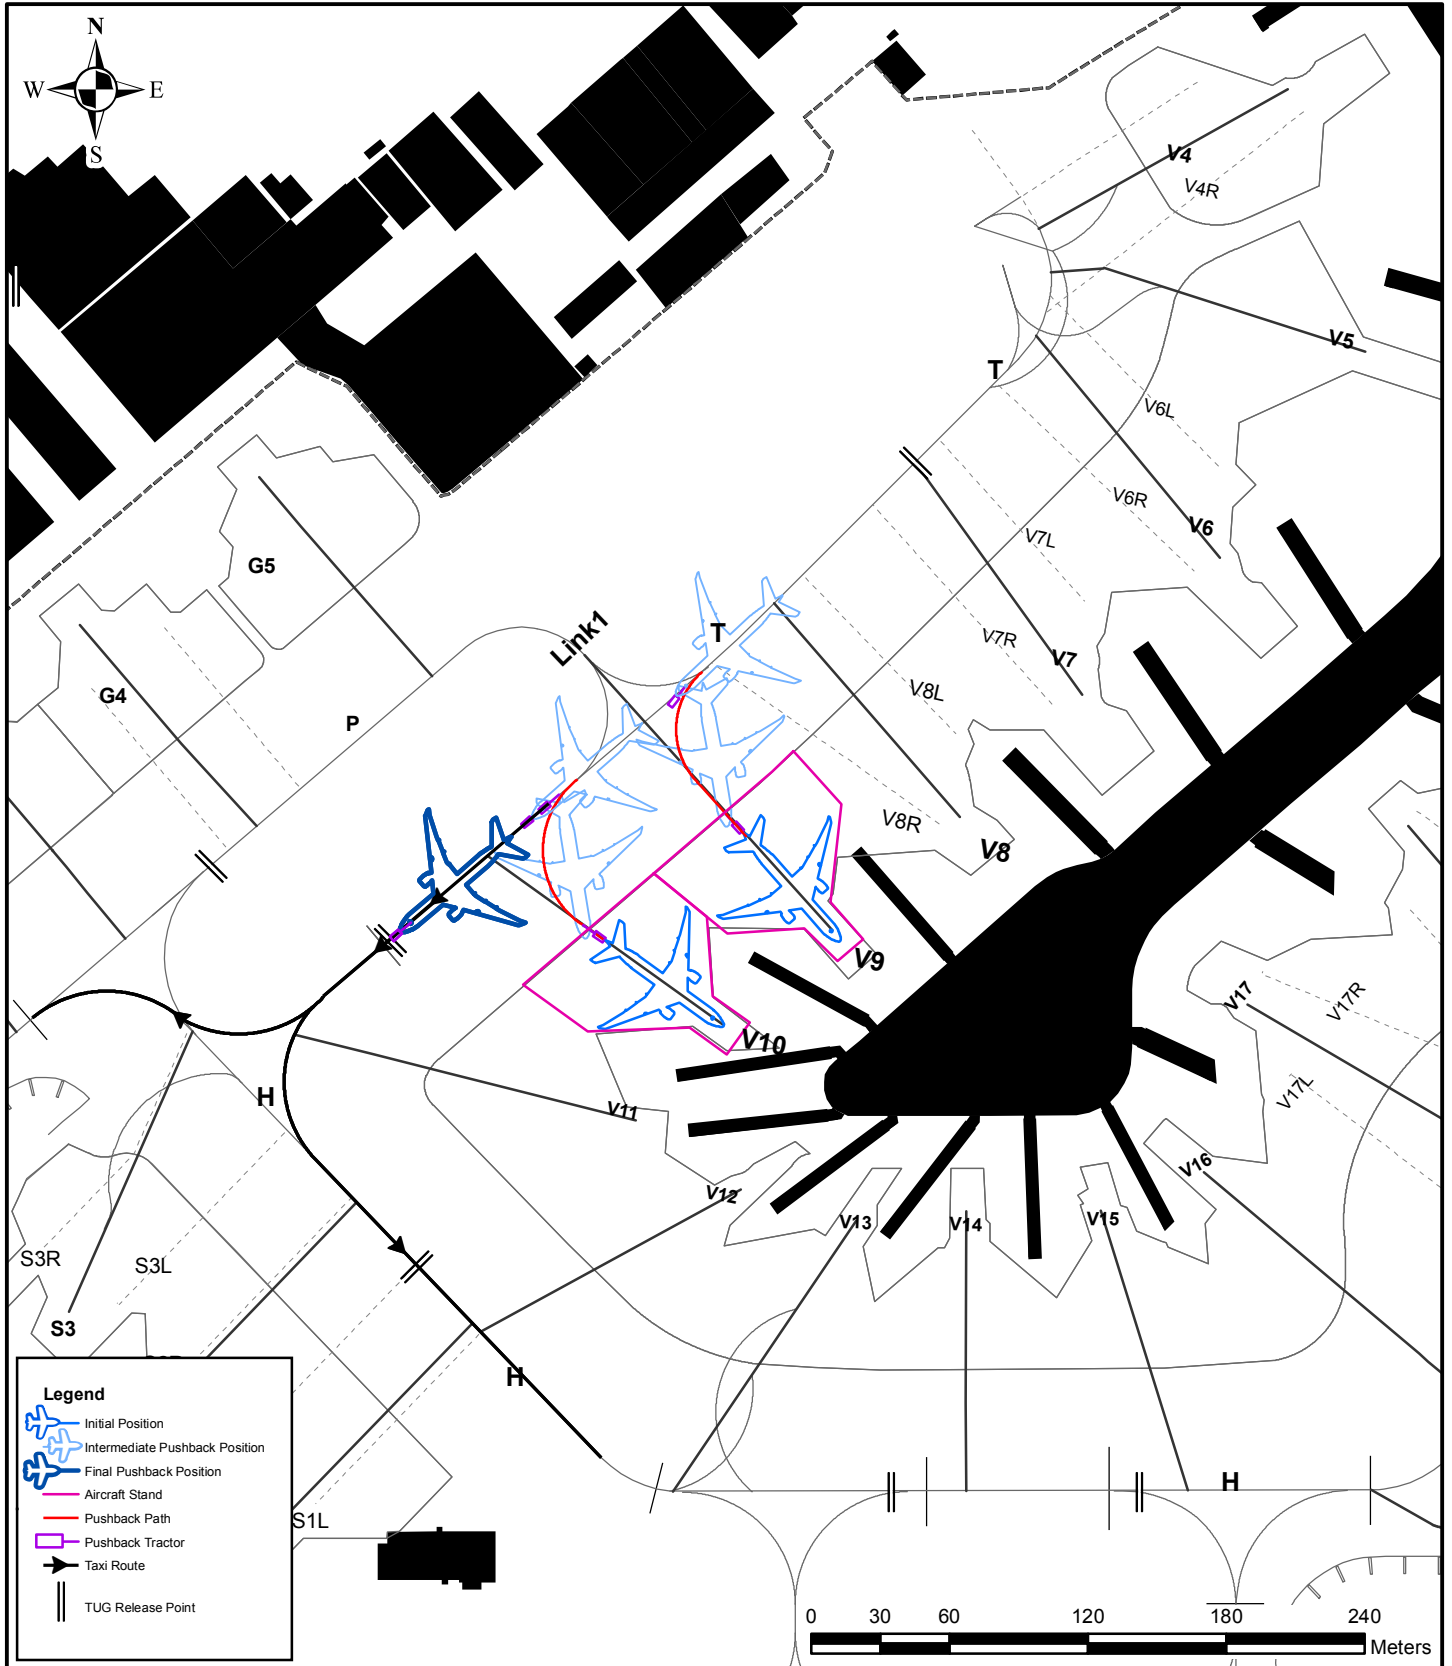 N
W E
S
V4
V4R
V5
T
V6L
V6R
V6
V7L
G5
Link1
T
V7R
V7
G4
V8L
P
V8R
V8
V9
V17R
V17
V10
H
V17L
V11
V16
V12
V13
V14
V15
S3R
S3L
S3
H
S1L
H
Legend
Initial Position
Intermediate Pushback Position
Final Pushback Position
Aircraft Stand
Pushback Path
Pushback Tractor
Taxi Route
TUG Release Point
0 30 60 120 180 240
Meters